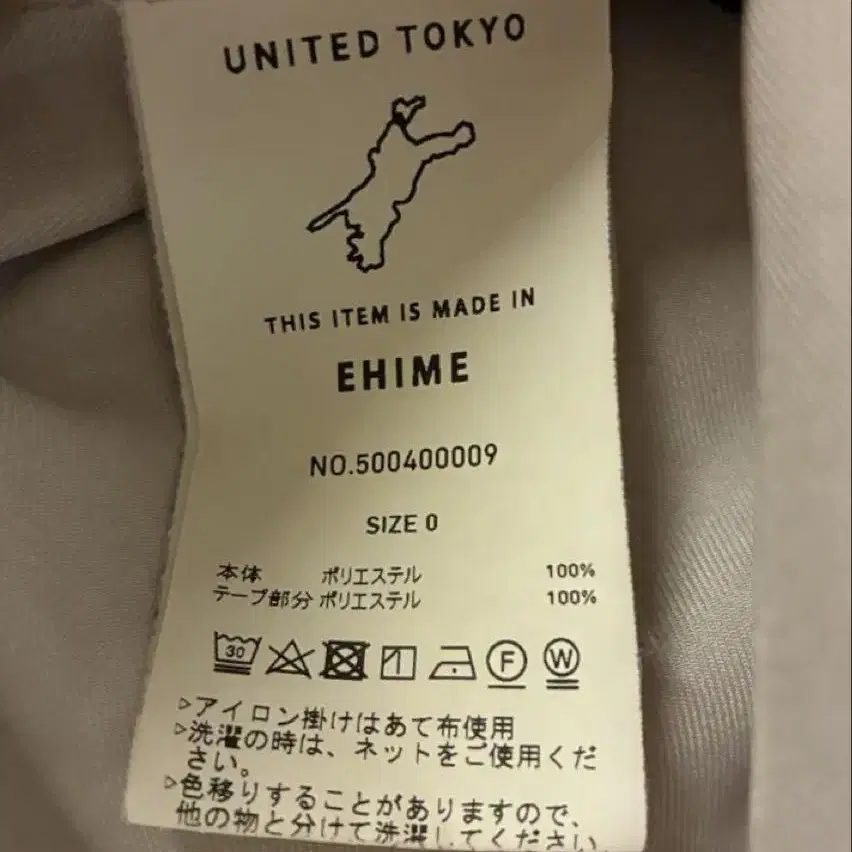 UNITED TOKYO
THIS ITEM IS MADE IN
EHIME
NO.500400009
SIZE 0
本体 ポリエステル 100%
テープ部分 ポリエステル 100%
30 F W
▷アイロン掛けはあて布使用
▷洗濯の時は、ネットをご使用くだ
さい。
▷色移りすることがありますので、
他の物と分けて洗濯してください。